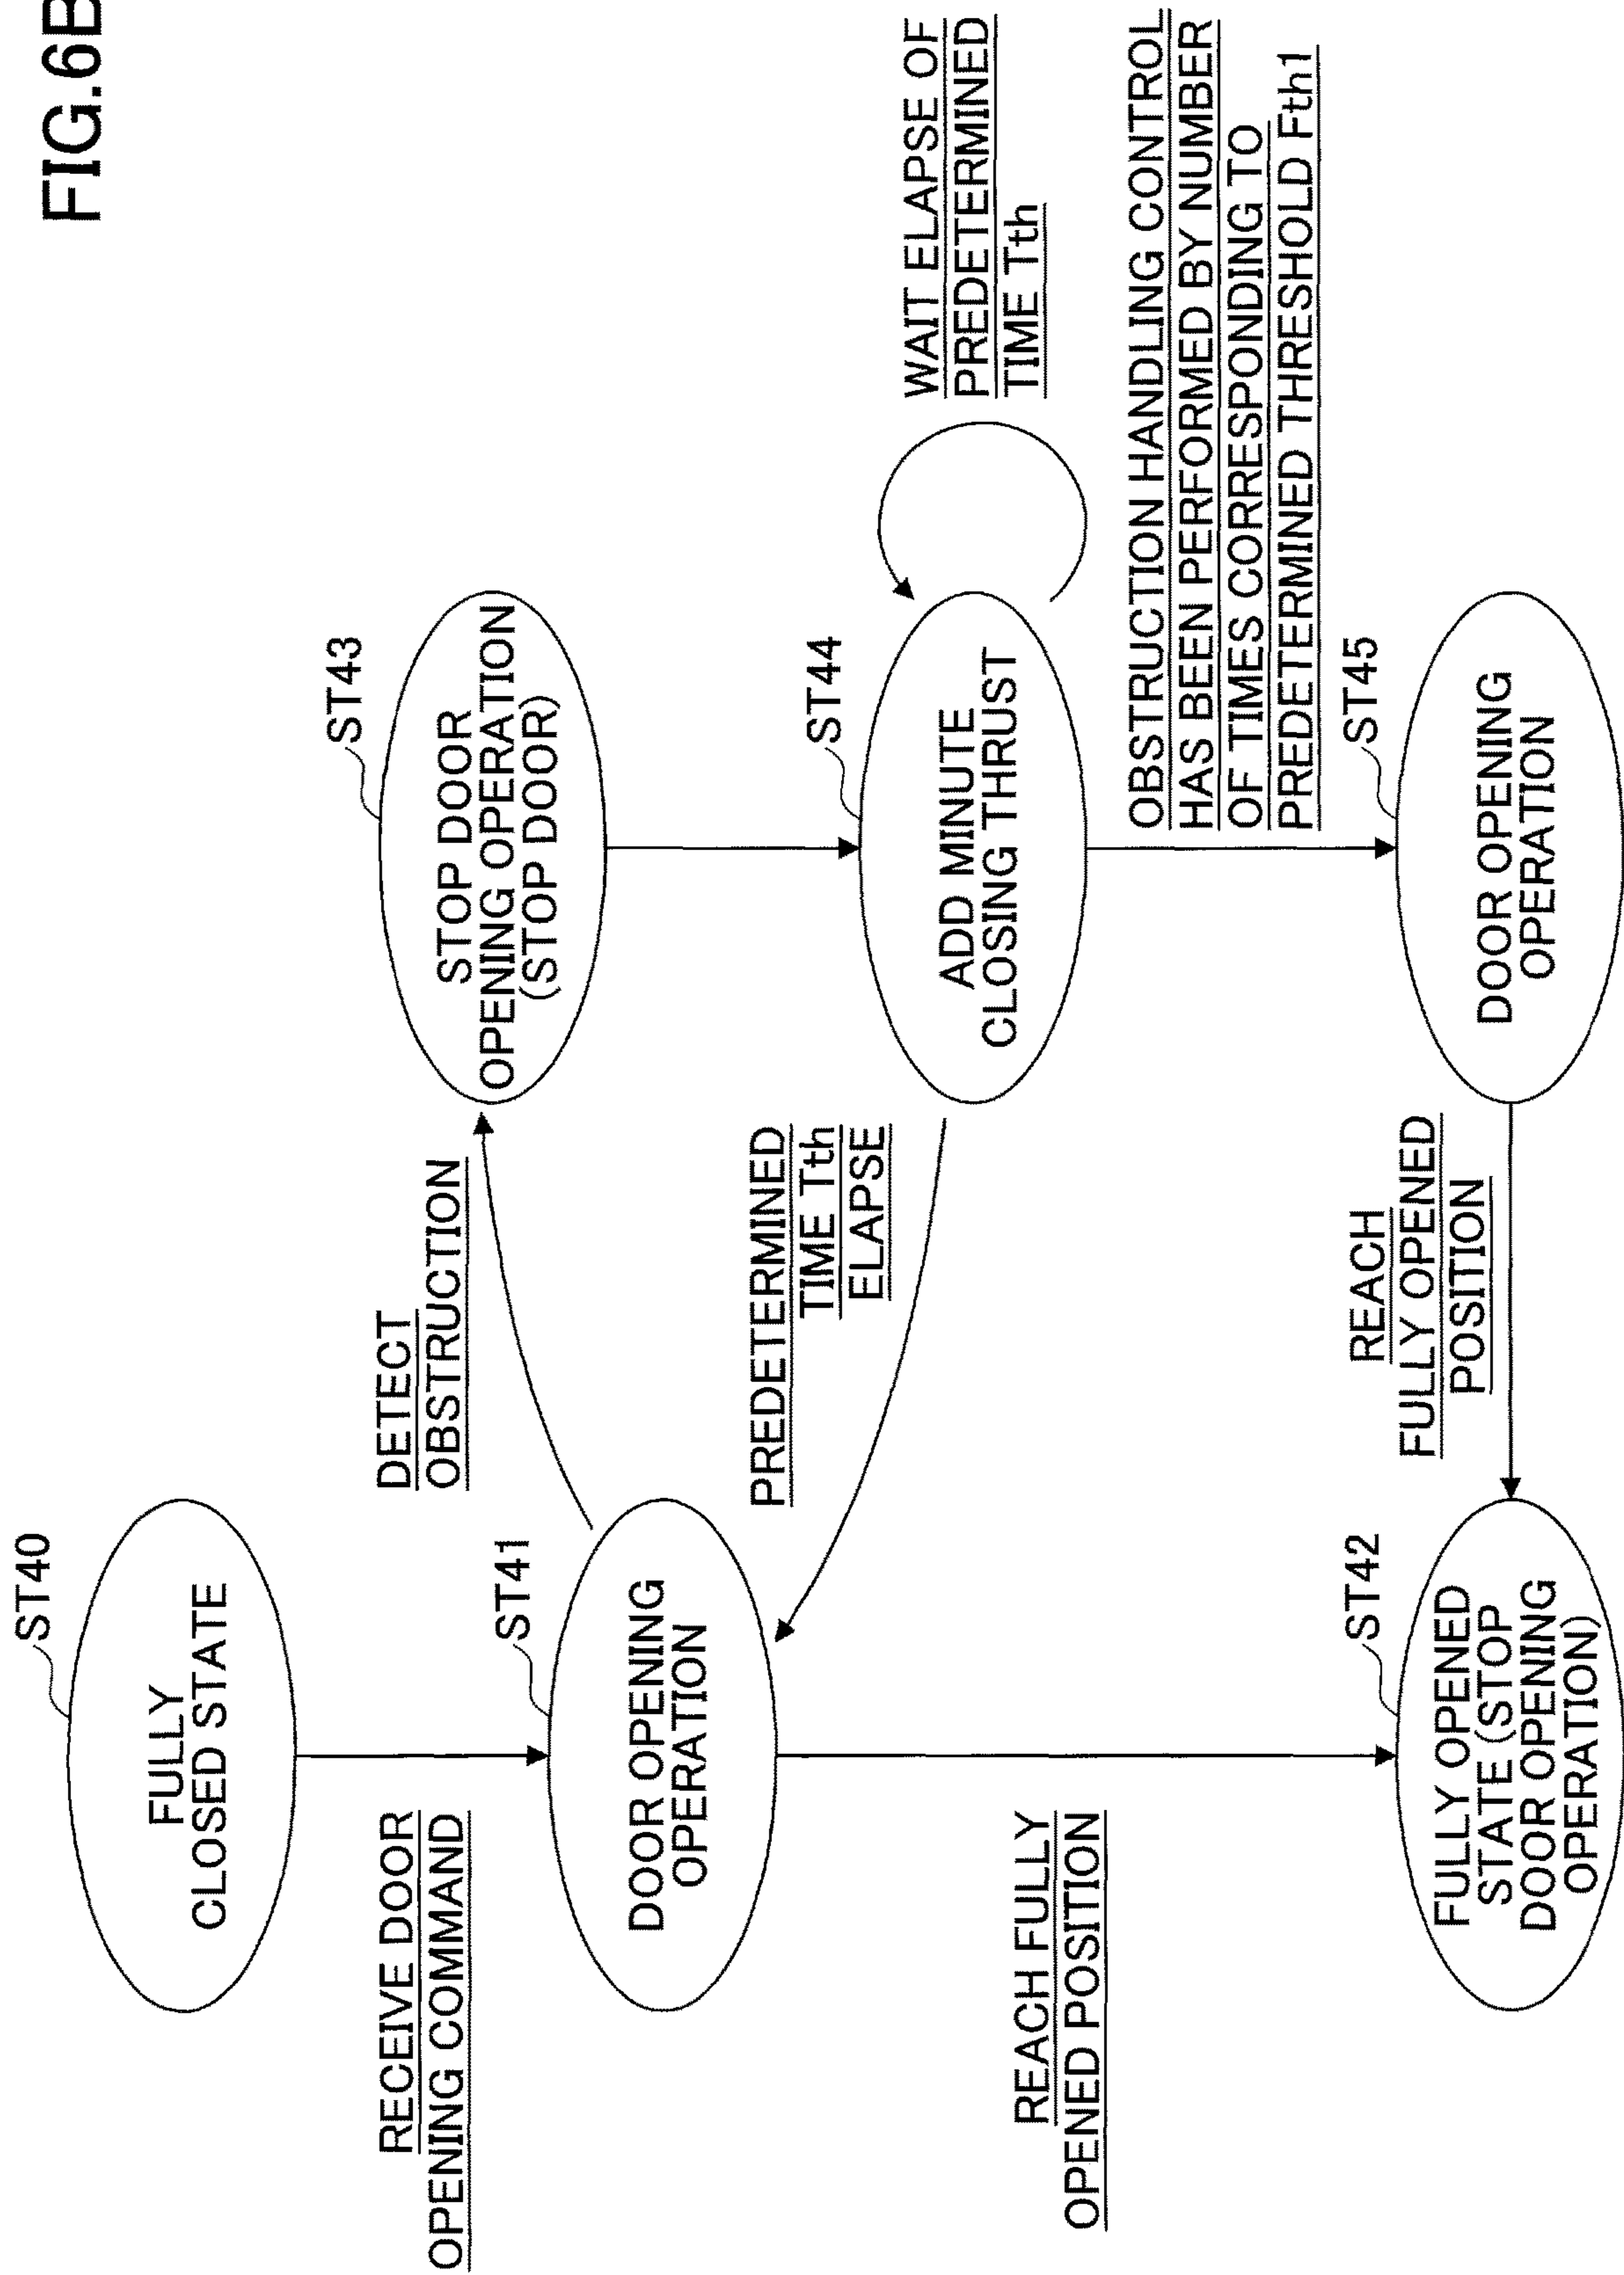 FIG.6B
ST40
FULLY
CLOSED STATE
RECEIVE DOOR
OPENING COMMAND
ST41
DOOR OPENING
OPERATION
DETECT
OBSTRUCTION
ST43
STOP DOOR
OPENING OPERATION
(STOP DOOR)
PREDETERMINED
TIME Tth
ELAPSE
ST44
ADD MINUTE
CLOSING THRUST
WAIT ELAPSE OF
PREDETERMINED
TIME Tth
REACH FULLY
OPENED POSITION
OBSTRUCTION HANDLING CONTROL
HAS BEEN PERFORMED BY NUMBER
OF TIMES CORRESPONDING TO
PREDETERMINED THRESHOLD Fth1
ST42
FULLY OPENED
STATE (STOP
DOOR OPENING
OPERATION)
REACH
FULLY OPENED
POSITION
ST45
DOOR OPENING
OPERATION